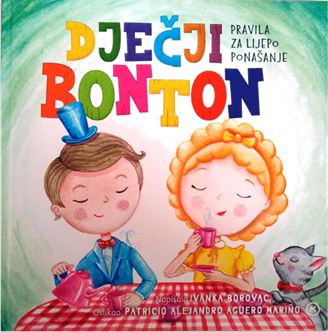 DJEČJI
BONTON
PRAVILA
ZA LIJEPO
PONAŠANJE
Napisala IVANKA BOROVAC
Oslikao PATRICIO ALEJANDRO AGÜERO MARIÑO
K